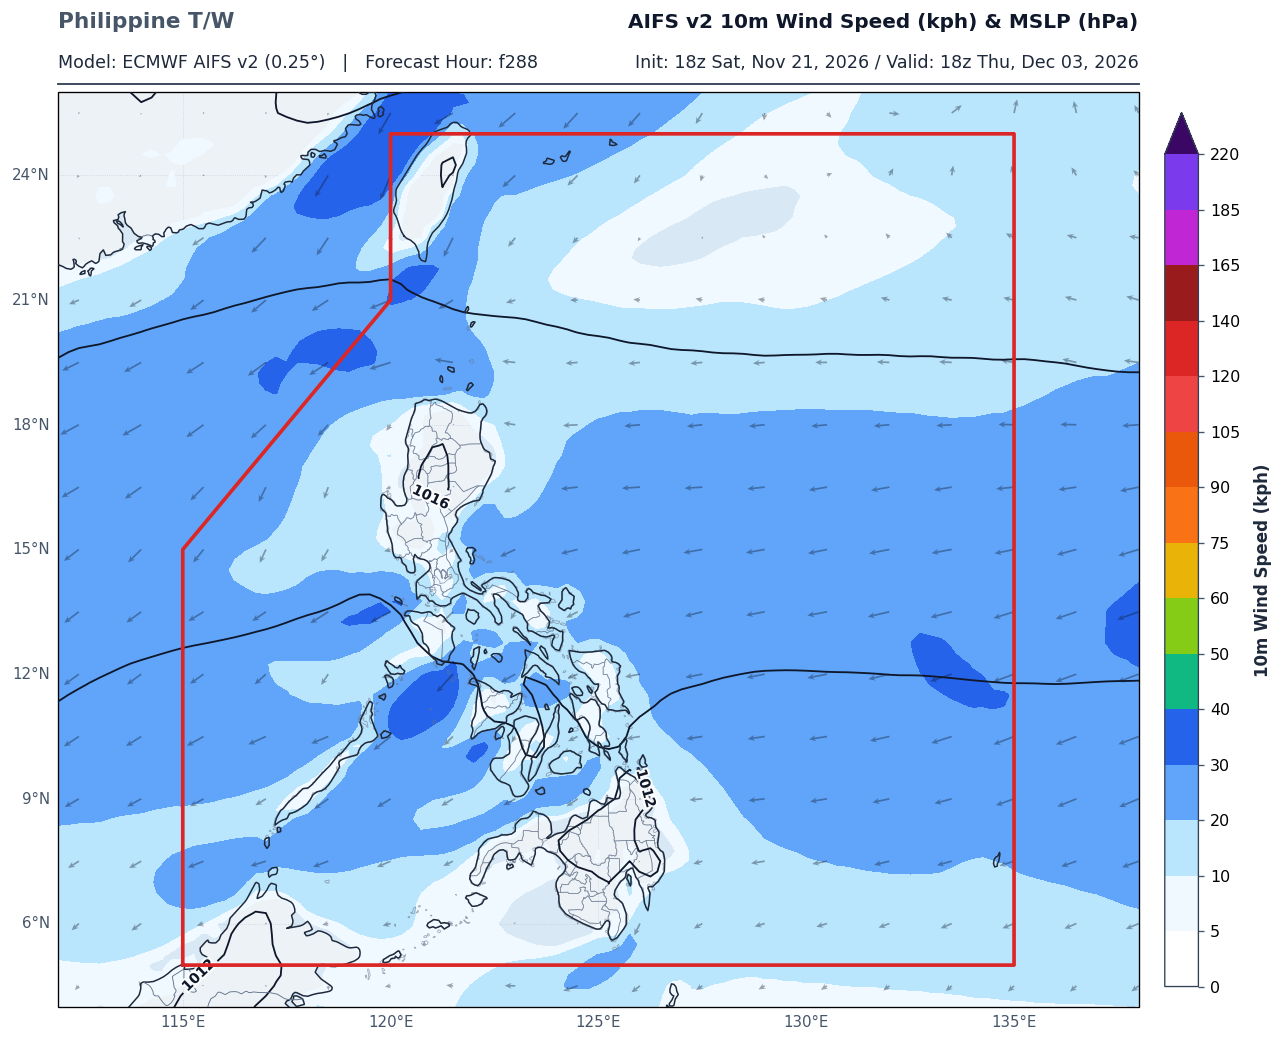 Philippine T/W
AIFS v2 10m Wind Speed (kph) & MSLP (hPa)
Model: ECMWF AIFS v2 (0.25°) | Forecast Hour: f288
Init: 18z Sat, Nov 21, 2026 / Valid: 18z Thu, Dec 03, 2026
24°N
21°N
18°N
15°N
12°N
9°N
6°N
1016
1012
1012
115°E
120°E
125°E
130°E
135°E
220
185
165
140
120
105
90
75
60
50
40
30
20
10
5
0
10m Wind Speed (kph)